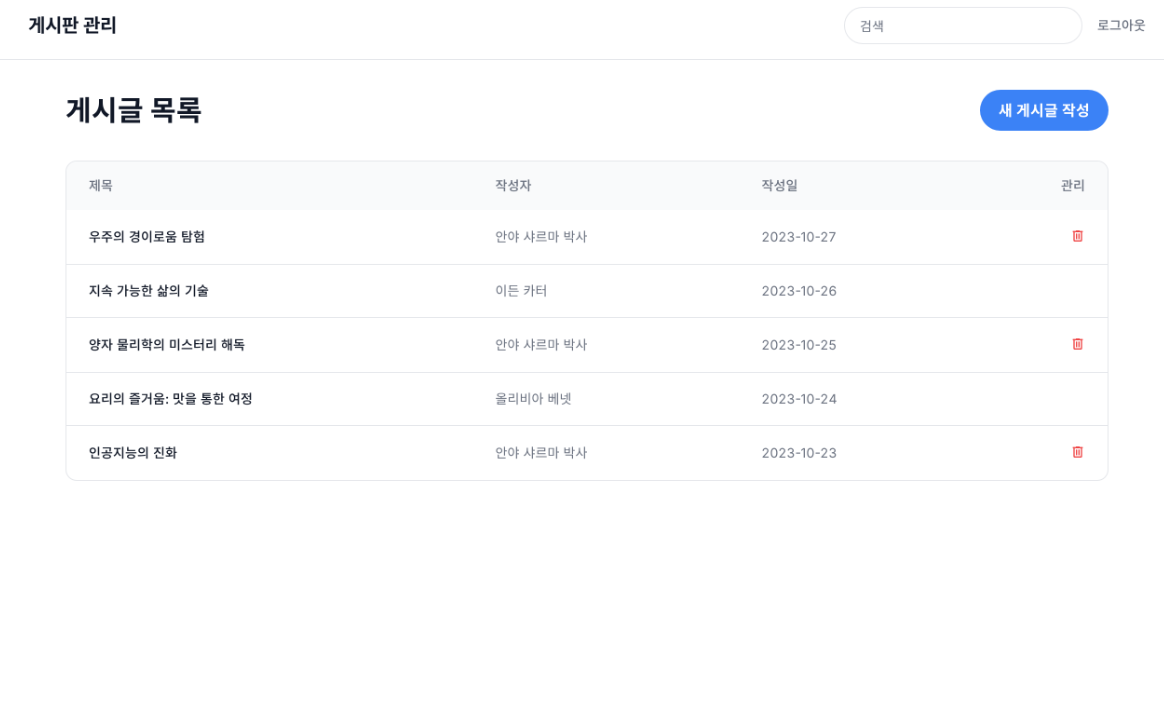 게시판 관리
검색
로그아웃
게시글 목록
새 게시글 작성
제목 작성자 작성일 관리
우주의 경이로움 탐험 안야 샤르마 박사 2023-10-27
지속 가능한 삶의 기술 이든 카터 2023-10-26
양자 물리학의 미스터리 해독 안야 샤르마 박사 2023-10-25
요리의 즐거움: 맛을 통한 여정 올리비아 베넷 2023-10-24
인공지능의 진화 안야 샤르마 박사 2023-10-23